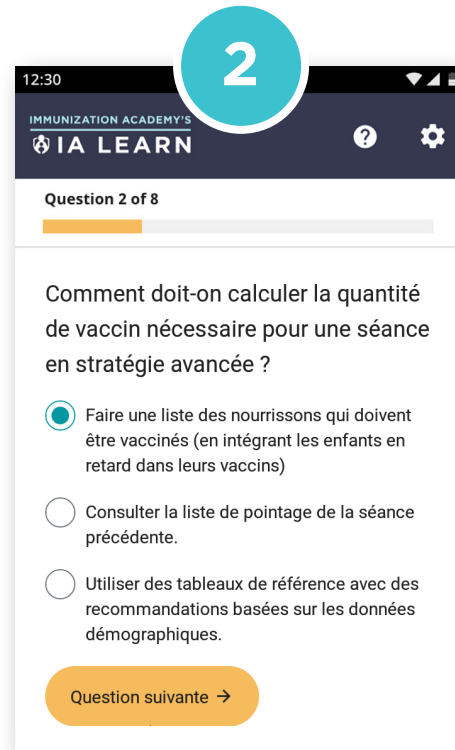 2
12:30
IMMUNIZATION ACADEMY'S
IA LEARN
Question 2 of 8
Comment doit-on calculer la quantité
de vaccin nécessaire pour une séance
en stratégie avancée ?
Faire une liste des nourrissons qui doivent
être vaccinés (en intégrant les enfants en
retard dans leurs vaccins)
Consulter la liste de pointage de la séance
précédente.
Utiliser des tableaux de référence avec des
recommandations basées sur les données
démographiques.
Question suivante →